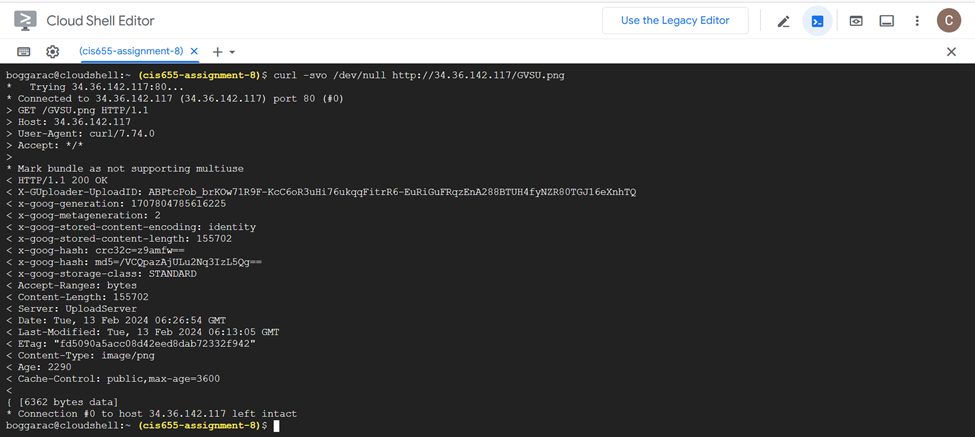 Cloud Shell Editor
Use the Legacy Editor
C
(cis655-assignment-8)
boggarac@cloudshell:~ (cis655-assignment-8)$ curl -svo /dev/null http://34.36.142.117/GVSU.png
*   Trying 34.36.142.117:80...
* Connected to 34.36.142.117 (34.36.142.117) port 80 (#0)
> GET /GVSU.png HTTP/1.1
> Host: 34.36.142.117
> User-Agent: curl/7.74.0
> Accept: */*
>
* Mark bundle as not supporting multiuse
< HTTP/1.1 200 OK
< X-GUploader-UploadID: ABPtcPob_brKOw71R9F-KcC6oR3uHi76ukqqFitrR6-EuRiGuFRqzEnA288BTUH4fyNZR80TGJ16eXnhTQ
< x-goog-generation: 1707804785616225
< x-goog-metageneration: 2
< x-goog-stored-content-encoding: identity
< x-goog-stored-content-length: 155702
< x-goog-hash: crc32c=z9amfw==
< x-goog-hash: md5=/VCQpazAjULu2Nq3IzL5Qg==
< x-goog-storage-class: STANDARD
< Accept-Ranges: bytes
< Content-Length: 155702
< Server: UploadServer
< Date: Tue, 13 Feb 2024 06:26:54 GMT
< Last-Modified: Tue, 13 Feb 2024 06:13:05 GMT
< ETag: "fd5090a5acc08d42eed8dab72332f942"
< Content-Type: image/png
< Age: 2290
< Cache-Control: public,max-age=3600
<
{ [6362 bytes data]
* Connection #0 to host 34.36.142.117 left intact
boggarac@cloudshell:~ (cis655-assignment-8)$